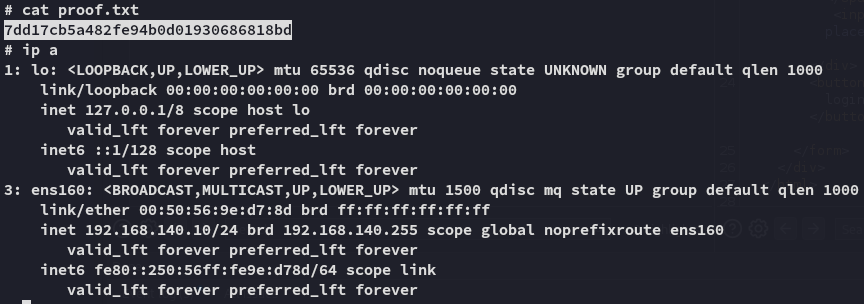 # cat proof.txt
7dd17cb5a482fe94b0d01930686818bd
# ip a
1: lo: <LOOPBACK,UP,LOWER_UP> mtu 65536 qdisc noqueue state UNKNOWN group default qlen 1000
    link/loopback 00:00:00:00:00:00 brd 00:00:00:00:00:00
    inet 127.0.0.1/8 scope host lo
       valid_lft forever preferred_lft forever
    inet6 ::1/128 scope host
       valid_lft forever preferred_lft forever
3: ens160: <BROADCAST,MULTICAST,UP,LOWER_UP> mtu 1500 qdisc mq state UP group default qlen 1000
    link/ether 00:50:56:9e:d7:8d brd ff:ff:ff:ff:ff:ff
    inet 192.168.140.10/24 brd 192.168.140.255 scope global noprefixroute ens160
       valid_lft forever preferred_lft forever
    inet6 fe80::250:56ff:fe9e:d78d/64 scope link
       valid_lft forever preferred_lft forever